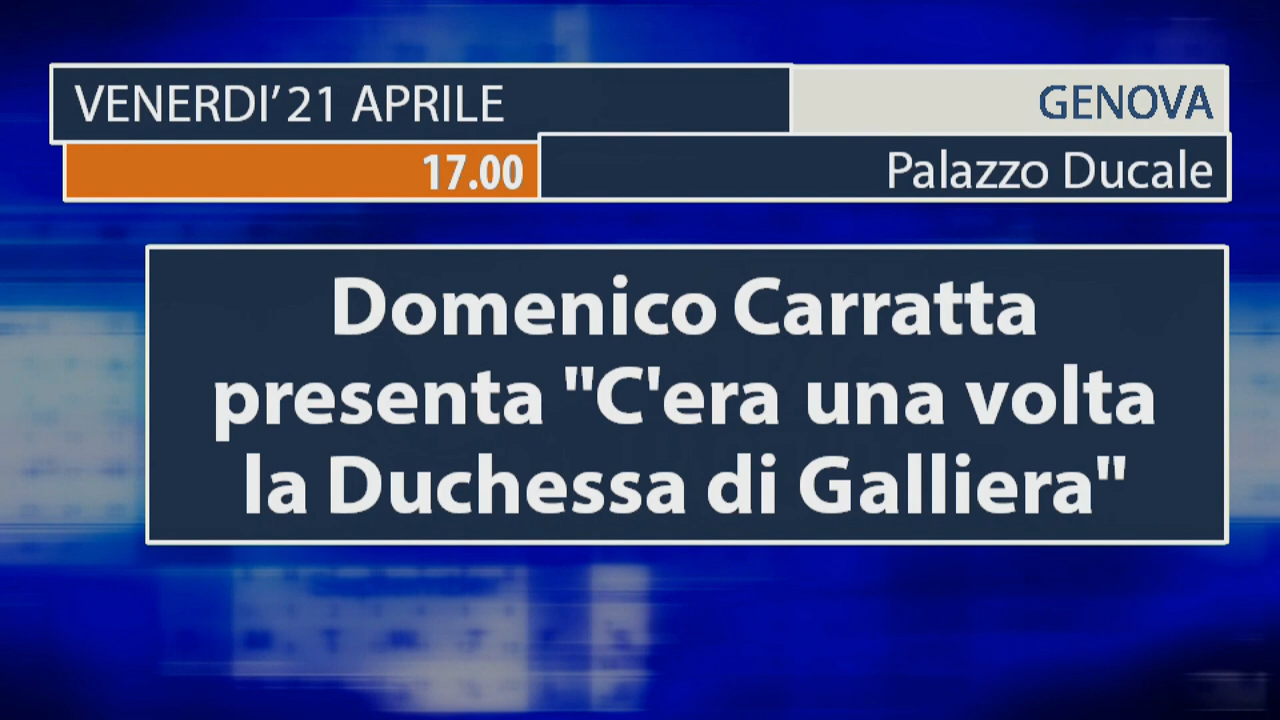 VENERDI’ 21 APRILE
GENOVA
17.00
Palazzo Ducale
Domenico Carratta
presenta "C'era una volta
la Duchessa di Galliera"